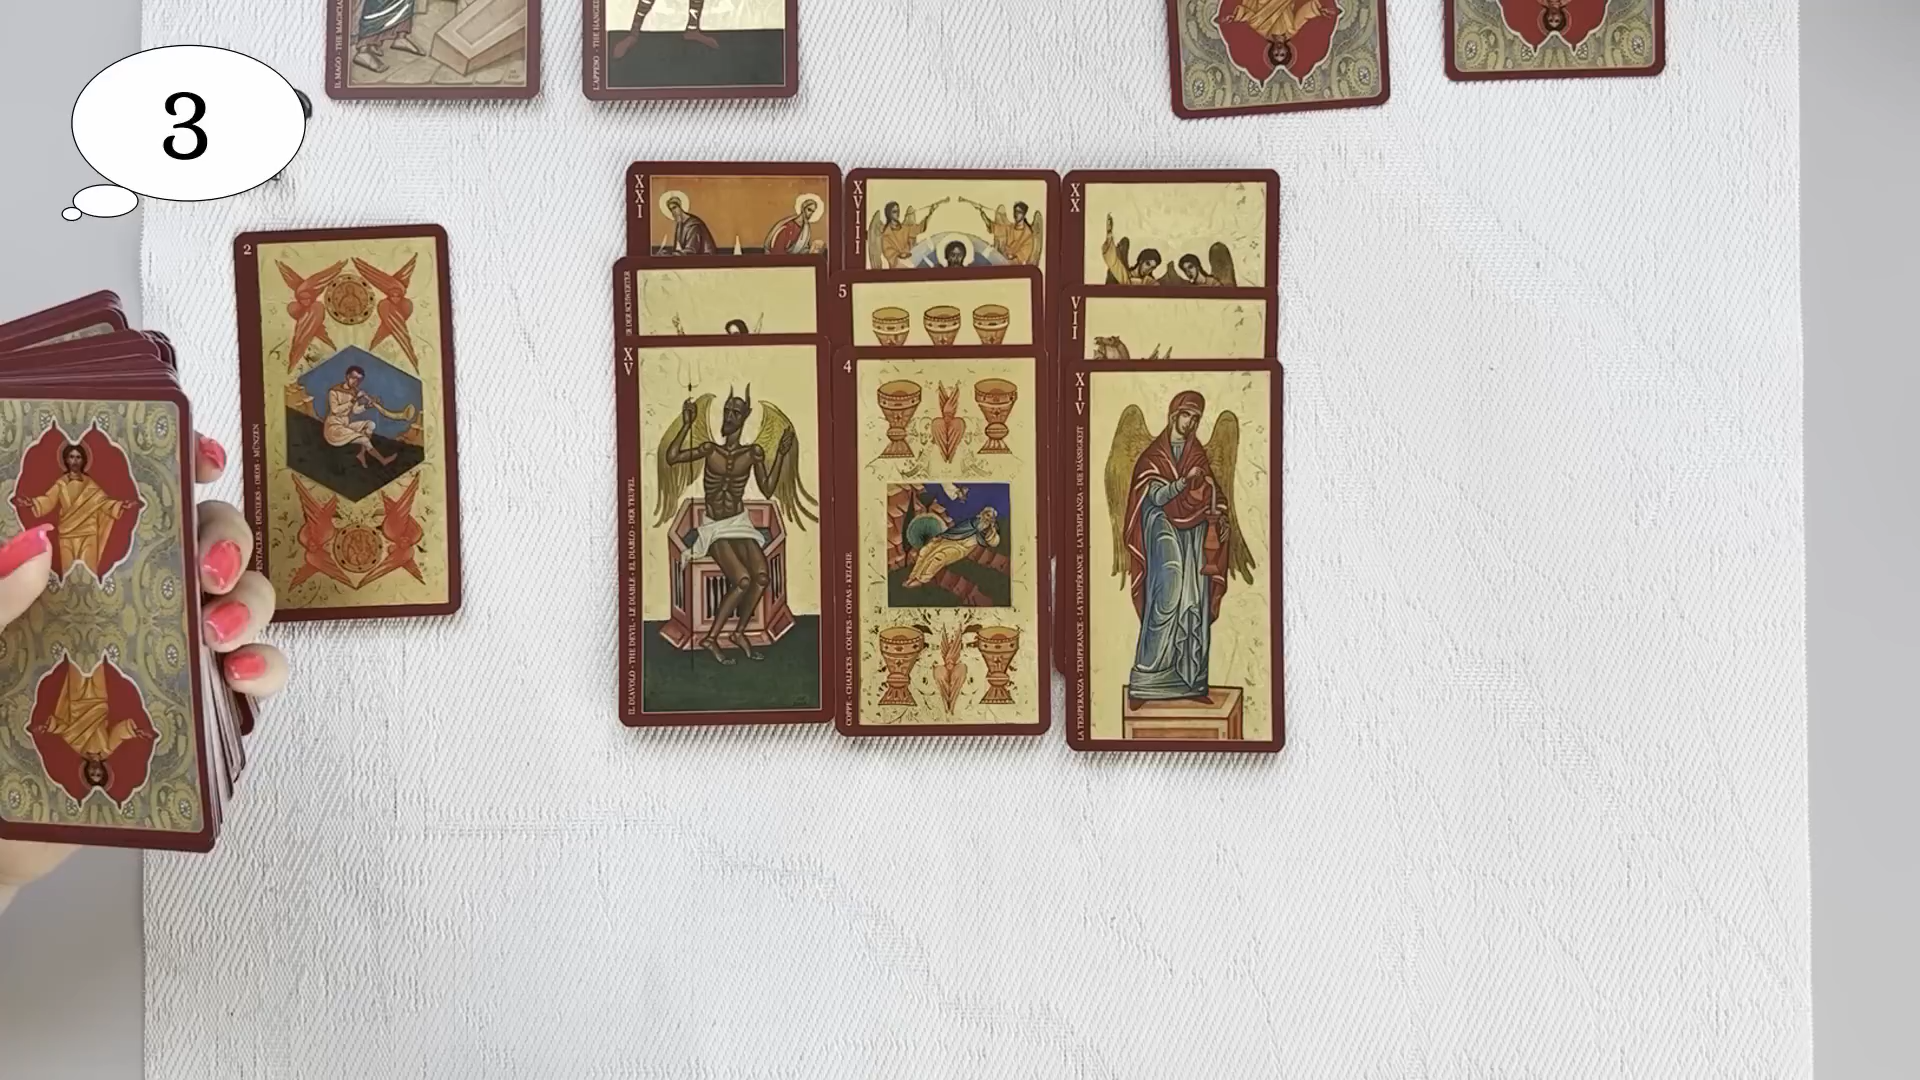 IL MAGO - THE MAGICIA
L'APPESO - THE HANGED
3
XXI
XVIIII
XX
2
5
VII
XV
4
XIV
PENTACLES - DENIERS - OROS - MÜNZEN
IL DIAVOLO - THE DEVIL - LE DIABLE - EL DIABLO - DER TEUFEL
COPPE - CHALICES - COUPES - COPAS - KELCHE
LA TEMPERANZA - TEMPERANCE - LA TEMPÉRANCE - LA TEMPLANZA - DIE MÄSSIGKEIT